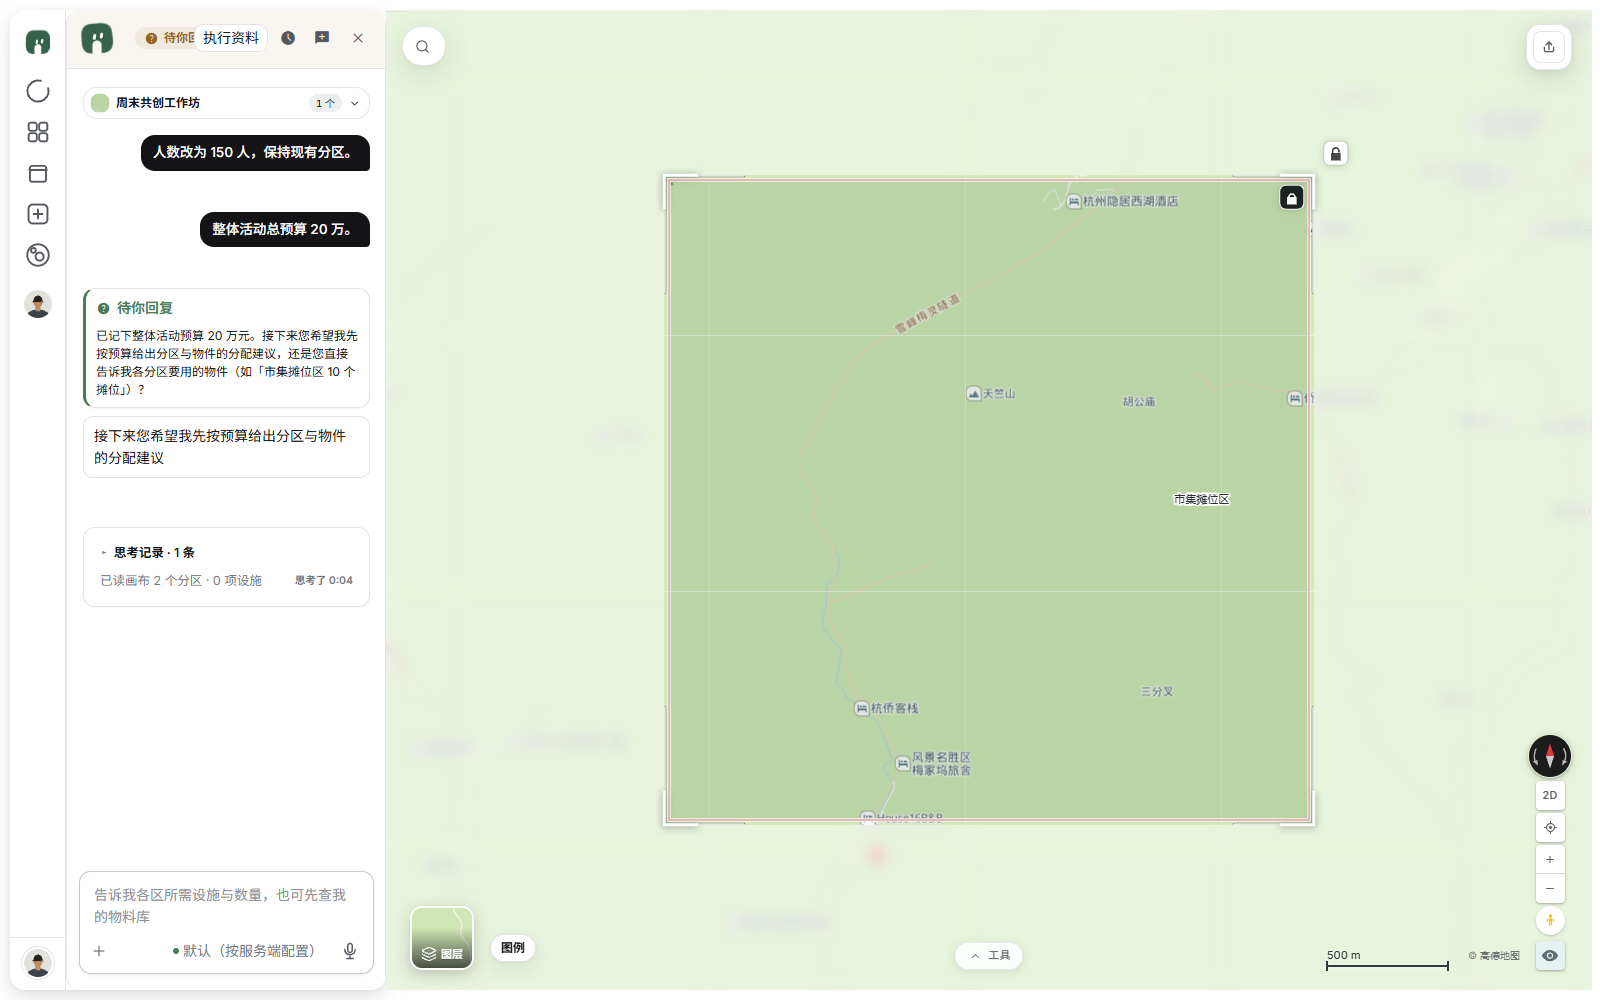 待你
执行资料
周末共创工作坊
1 个
人数改为 150 人，保持现有分区。
整体活动总预算 20 万。
待你回复
已记下整体活动预算 20 万元。接下来您希望我先
按预算给出分区与物件的分配建议，还是您直接
告诉我各分区要用的物件（如「市集摊位区 10 个
摊位」）？
接下来您希望我先按预算给出分区与物件
的分配建议
思考记录 · 1 条
已读画布 2 个分区 · 0 项设施
思考了 0:04
告诉我各区所需设施与数量，也可先查我
的物料库
默认（按服务端配置）
杭州隐居西湖酒店
雪峰梅灵隧道
天竺山
胡公庙
市集摊位区
三分叉
杭侨客栈
风景名胜区
梅家坞旅舍
House16B&B
图层
图例
工具
500 m
© 高德地图
2D